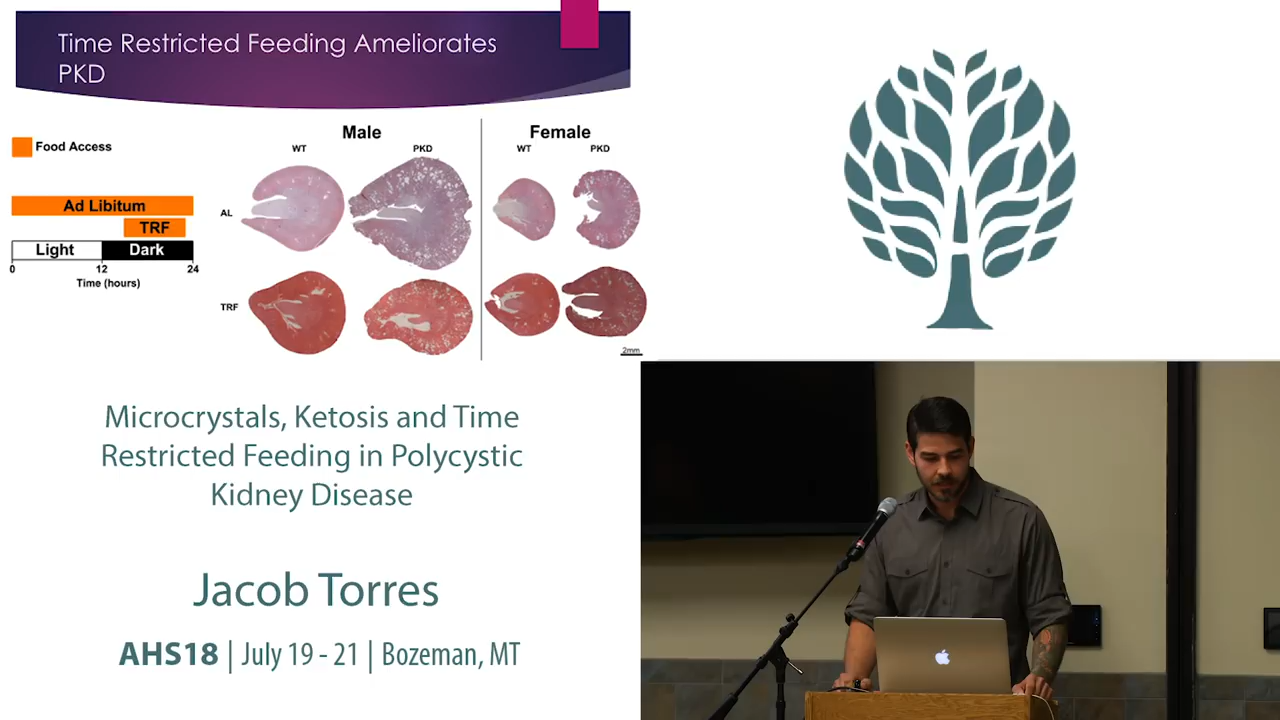 Time Restricted Feeding Ameliorates
PKD
Food Access
Ad Libitum
TRF
Light
Dark
0
12
24
Time (hours)
Male
Female
WT
PKD
WT
PKD
AL
TRF
2mm
Microcrystals, Ketosis and Time
Restricted Feeding in Polycystic
Kidney Disease
Jacob Torres
AHS18 | July 19 - 21 | Bozeman, MT